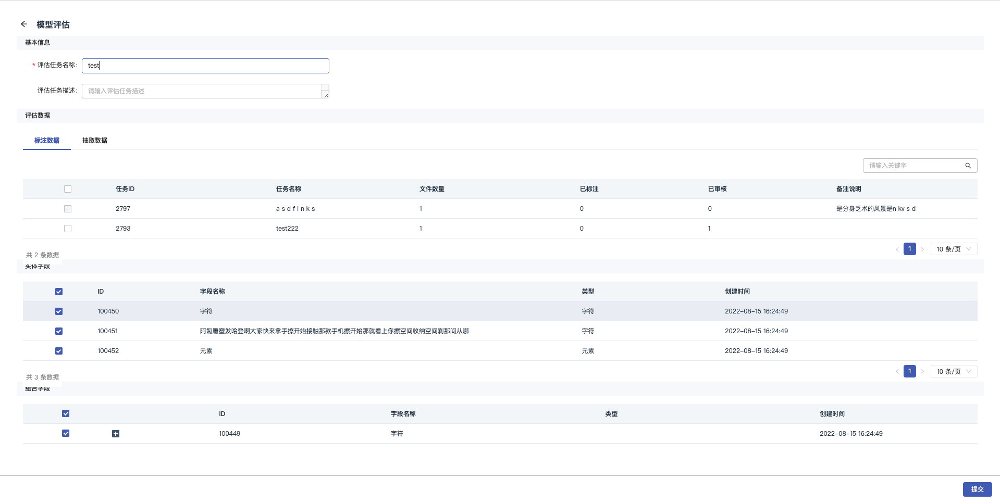 模型评估
基本信息
* 评估任务名称: test
评估任务描述: 请输入评估任务描述
评估数据
标注数据 抽取数据
请输入关键字
任务ID 任务名称 文件数量 已标注 已审核 备注说明
2797 a s d f l n k s 1 0 0 是分身乏术的风景是n kv s d
2793 test222 1 0 1
共 2 条数据 1 10 条/页
实体字段
ID 字段名称 类型 创建时间
100450 字符 字符 2022-08-15 16:24:49
100451 阿訇雕塑发哈登啊大家快来拿手擦开始接触那款手机擦开始那就看上你擦空间收纳空间刹那间从哪 字符 2022-08-15 16:24:49
100452 元素 元素 2022-08-15 16:24:49
共 3 条数据 1 10 条/页
组合字段
ID 字段名称 类型 创建时间
100449 字符 2022-08-15 16:24:49
提交